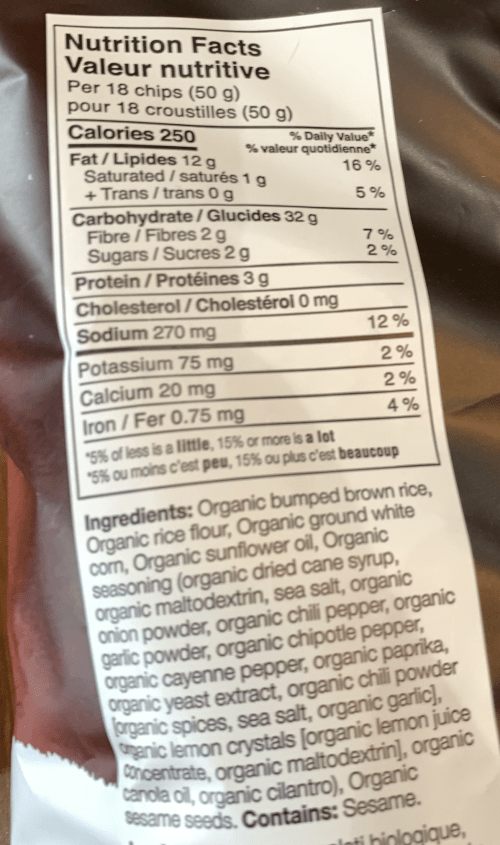 Nutrition Facts
Valeur nutritive
Per 18 chips (50 g)
pour 18 croustilles (50 g)
Calories 250
% Daily Value*
% valeur quotidienne*
Fat / Lipides 12 g 16 %
Saturated / saturés 1 g
+ Trans / trans 0 g 5 %
Carbohydrate / Glucides 32 g
Fibre / Fibres 2 g 7 %
Sugars / Sucres 2 g 2 %
Protein / Protéines 3 g
Cholesterol / Cholestérol 0 mg
Sodium 270 mg 12 %
Potassium 75 mg 2 %
Calcium 20 mg 2 %
Iron / Fer 0.75 mg 4 %
*5% of less is a little, 15% or more is a lot
*5% ou moins c'est peu, 15% ou plus c'est beaucoup
Ingredients: Organic bumped brown rice,
Organic rice flour, Organic ground white
corn, Organic sunflower oil, Organic
seasoning (organic dried cane syrup,
organic maltodextrin, sea salt, organic
onion powder, organic chili pepper, organic
garlic powder, organic chipotle pepper,
organic cayenne pepper, organic paprika,
organic yeast extract, organic chili powder
[organic spices, sea salt, organic garlic],
organic lemon crystals [organic lemon juice
concentrate, organic maltodextrin], organic
canola oil, organic cilantro), Organic
sesame seeds. Contains: Sesame.
biologique,